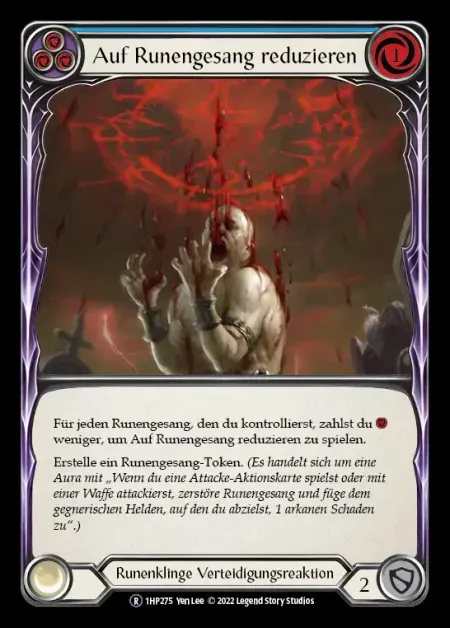 Auf Runengesang reduzieren
1
Für jeden Runengesang, den du kontrollierst, zahlst du
weniger, um Auf Runengesang reduzieren zu spielen.
Erstelle ein Runengesang-Token. (Es handelt sich um eine
Aura mit „Wenn du eine Attacke-Aktionskarte spielst oder mit
einer Waffe attackierst, zerstöre Runengesang und füge dem
gegnerischen Helden, auf den du abzielst, 1 arkanen Schaden
zu“.)
Runenklinge Verteidigungsreaktion
2
R 1HP275 Yen Lee © 2022 Legend Story Studios